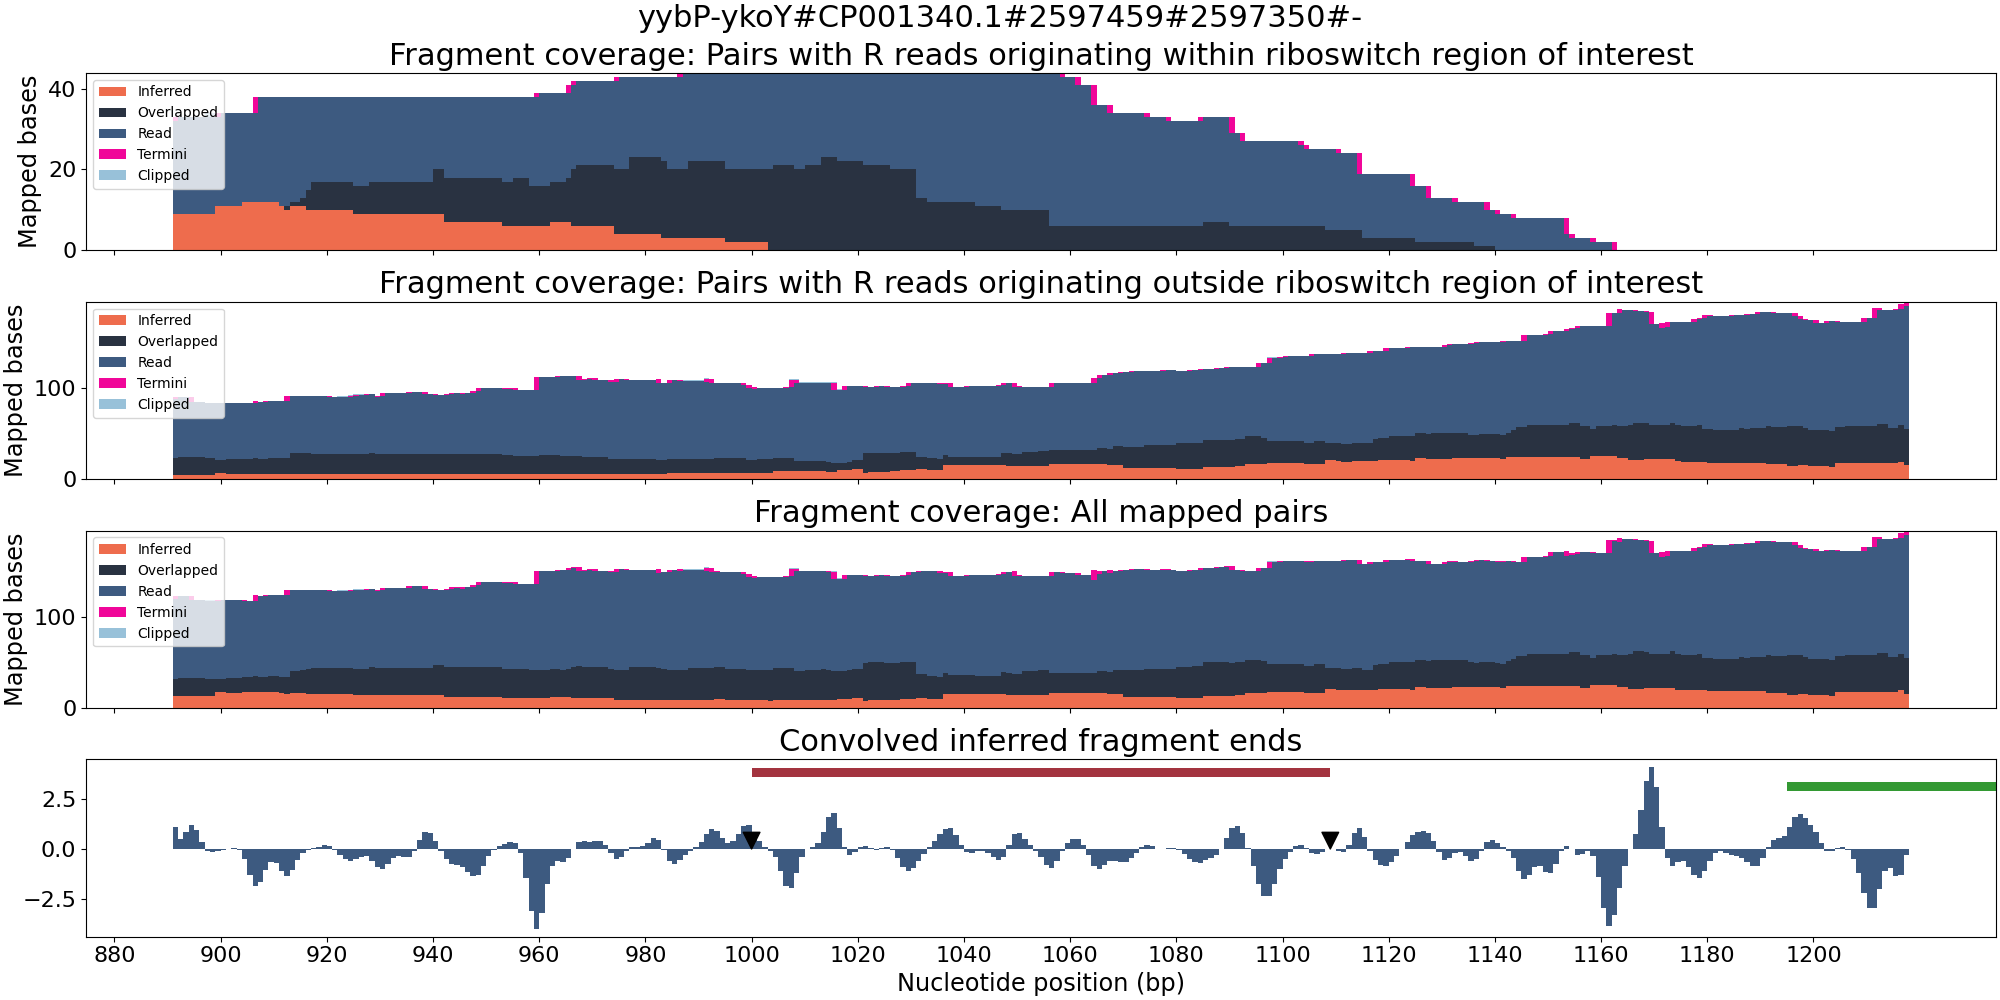 yybP-ykoY#CP001340.1#2597459#2597350#-
Fragment coverage: Pairs with R reads originating within riboswitch region of interest
Mapped bases
40
20
0
Inferred
Overlapped
Read
Termini
Clipped
Fragment coverage: Pairs with R reads originating outside riboswitch region of interest
Mapped bases
100
0
Inferred
Overlapped
Read
Termini
Clipped
Fragment coverage: All mapped pairs
Mapped bases
100
0
Inferred
Overlapped
Read
Termini
Clipped
Convolved inferred fragment ends
2.5
0.0
−2.5
880 900 920 940 960 980 1000 1020 1040 1060 1080 1100 1120 1140 1160 1180 1200
Nucleotide position (bp)